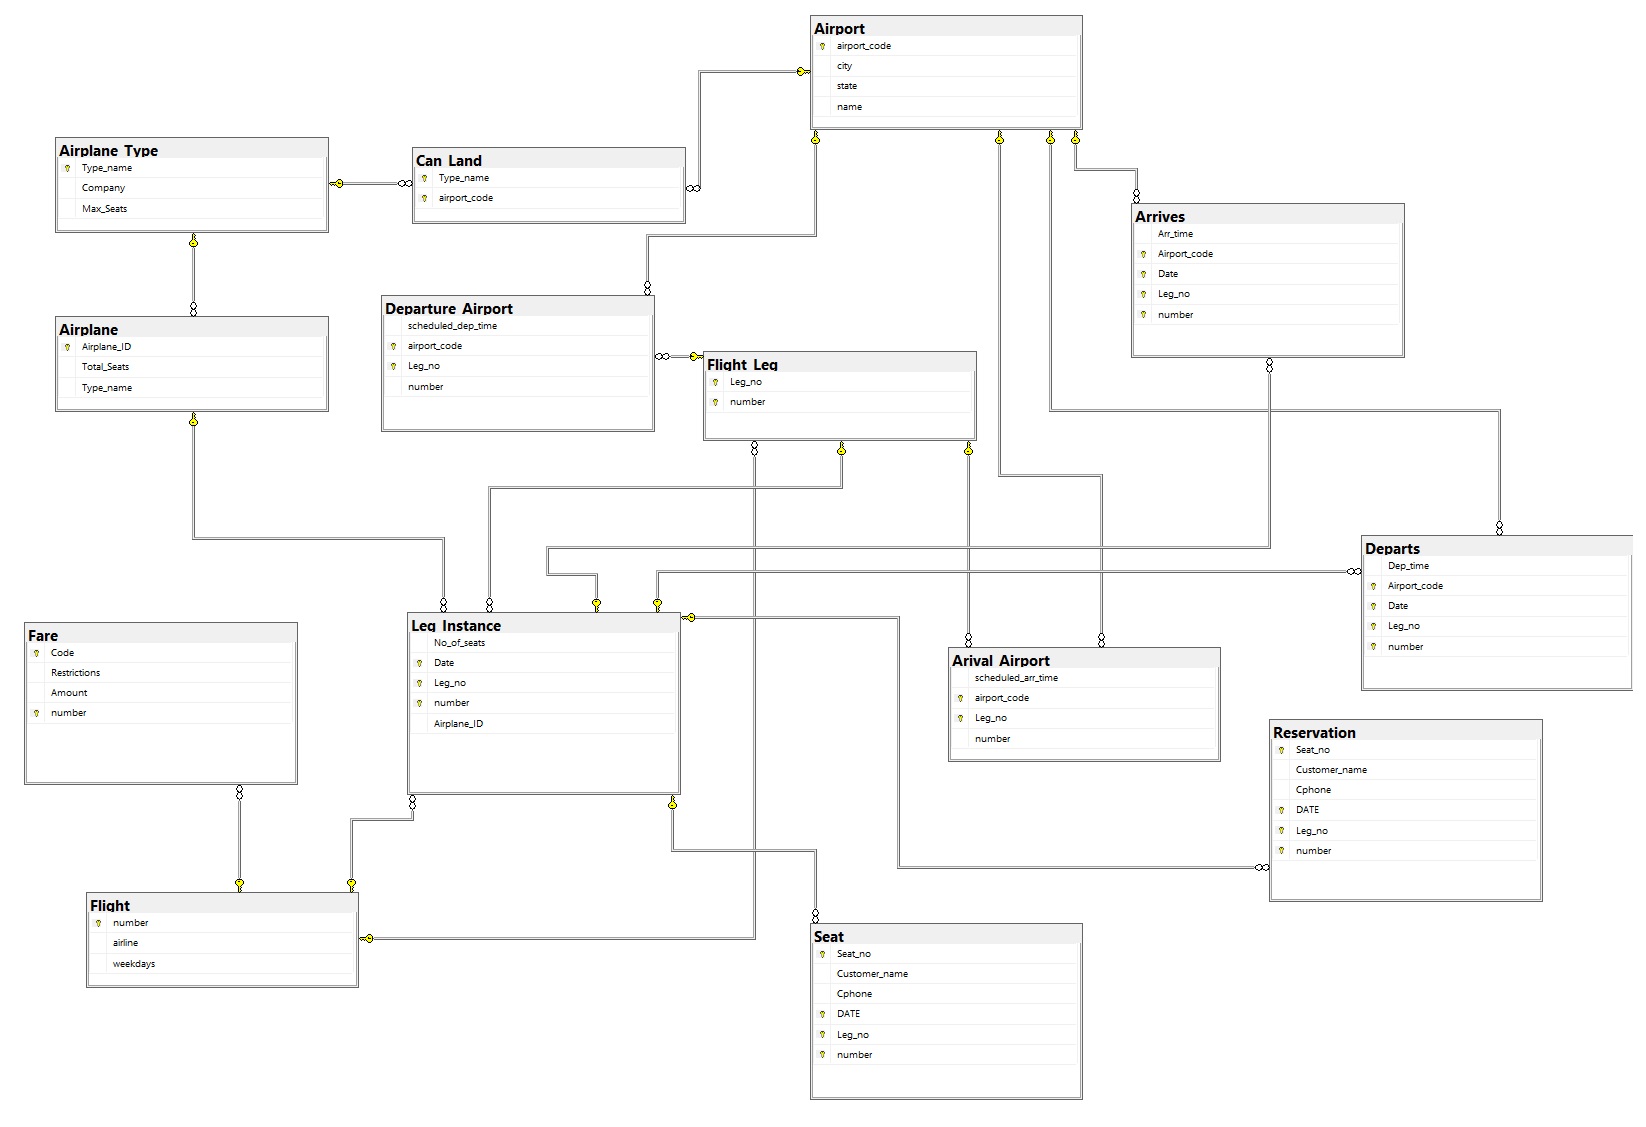 Airport
airport_code
city
state
name
Airplane Type
Type_name
Company
Max_Seats
Can Land
Type_name
airport_code
Arrives
Arr_time
Airport_code
Date
Leg_no
number
Departure Airport
scheduled_dep_time
airport_code
Leg_no
number
Airplane
Airplane_ID
Total_Seats
Type_name
Flight Leg
Leg_no
number
Departs
Dep_time
Airport_code
Date
Leg_no
number
Leg Instance
No_of_seats
Date
Leg_no
number
Airplane_ID
Fare
Code
Restrictions
Amount
number
Arival Airport
scheduled_arr_time
airport_code
Leg_no
number
Reservation
Seat_no
Customer_name
Cphone
DATE
Leg_no
number
Flight
number
airline
weekdays
Seat
Seat_no
Customer_name
Cphone
DATE
Leg_no
number